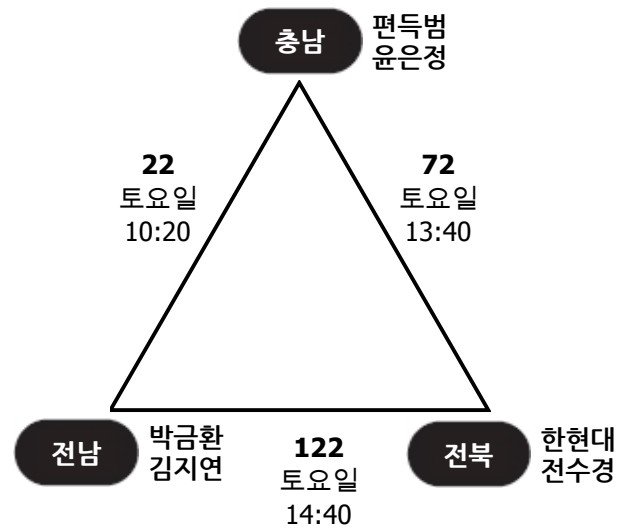 충남
편득범
윤은정
22
토요일
10:20
72
토요일
13:40
전남
박금환
김지연
122
토요일
14:40
전북
한현대
전수경